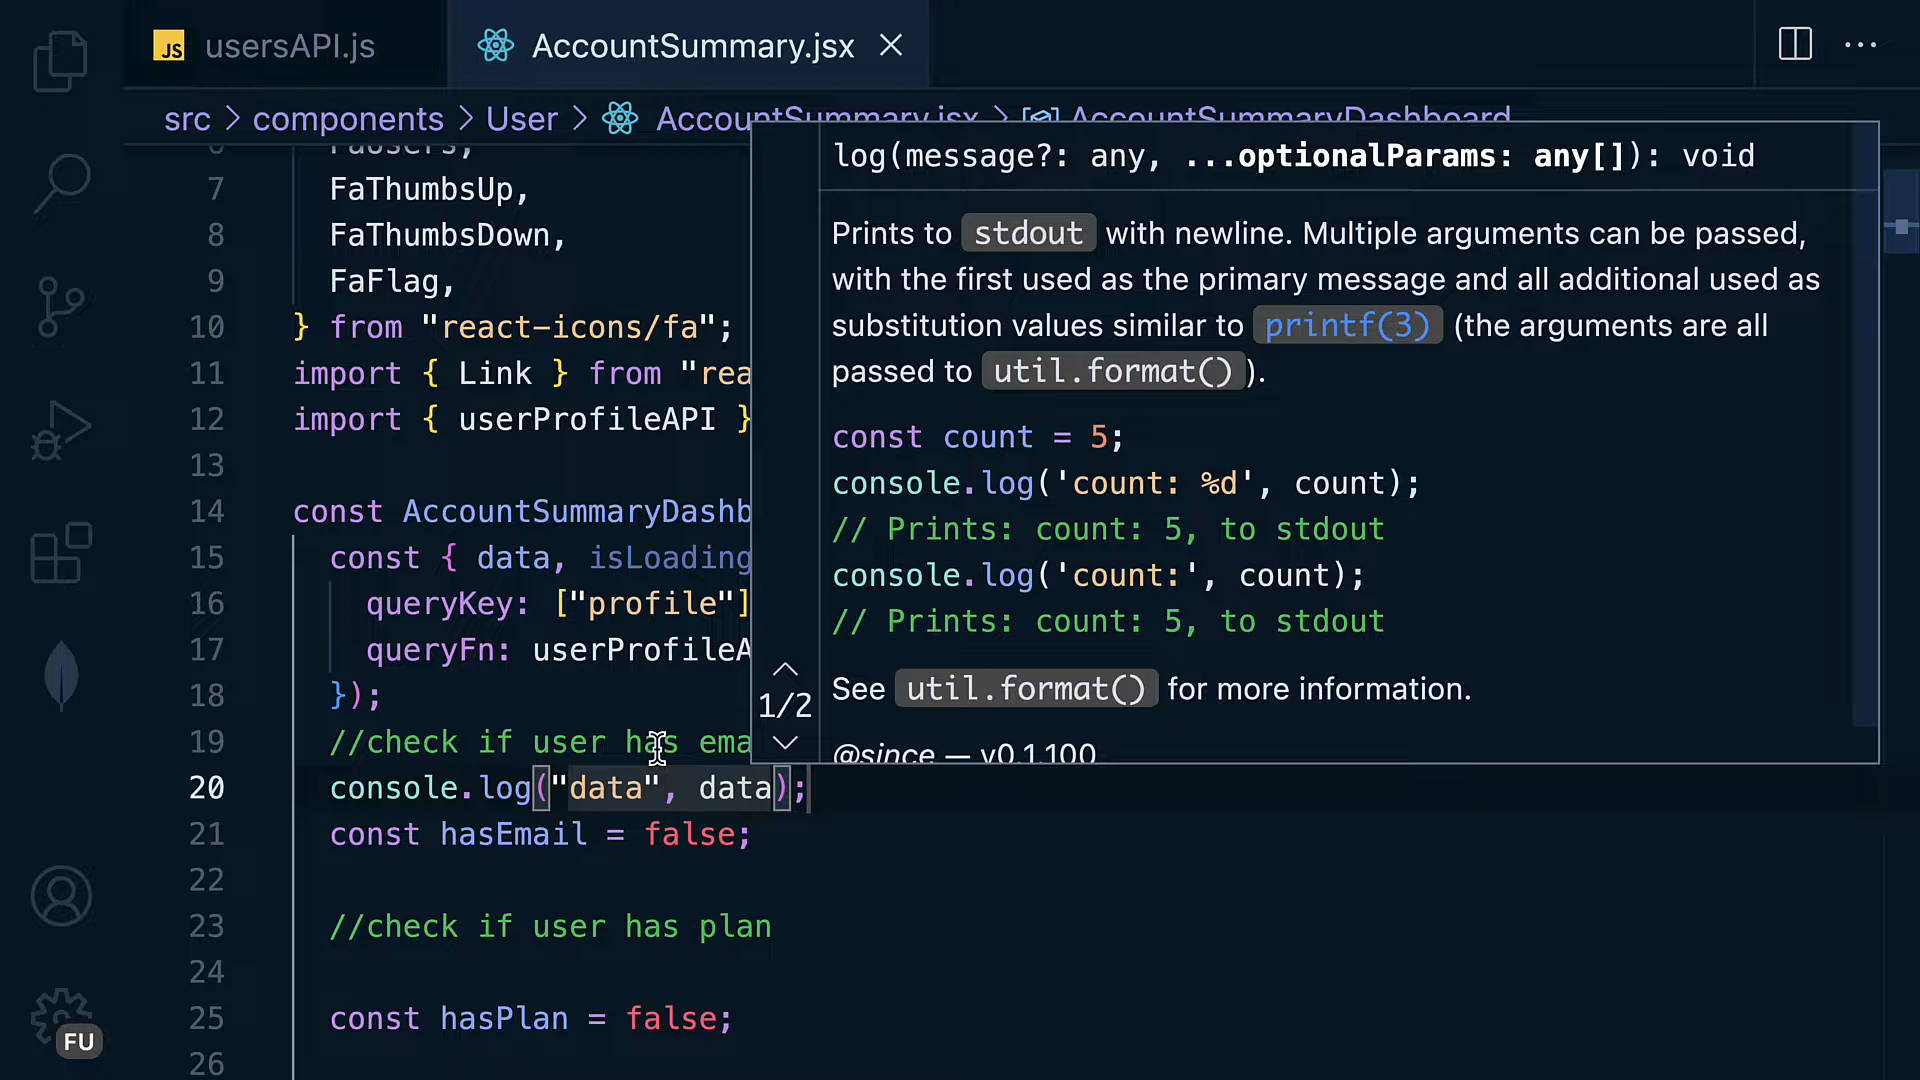 JS usersAPI.js
AccountSummary.jsx
src > components > User > AccountSummary.jsx > AccountSummaryDashboard
6 FaUsers,
7 FaThumbsUp,
8 FaThumbsDown,
9 FaFlag,
10 } from "react-icons/fa";
11 import { Link } from "rea
12 import { userProfileAPI }
13
14 const AccountSummaryDashb
15 const { data, isLoading
16 queryKey: ["profile"]
17 queryFn: userProfileA
18 });
19 //check if user has ema
20 console.log("data", data);
21 const hasEmail = false;
22
23 //check if user has plan
24
25 const hasPlan = false;
26
log(message?: any, ...optionalParams: any[]): void
Prints to stdout with newline. Multiple arguments can be passed,
with the first used as the primary message and all additional used as
substitution values similar to printf(3) (the arguments are all
passed to util.format()).
const count = 5;
console.log('count: %d', count);
// Prints: count: 5, to stdout
console.log('count:', count);
// Prints: count: 5, to stdout
See util.format() for more information.
@since — v0.1.100
1/2
FU